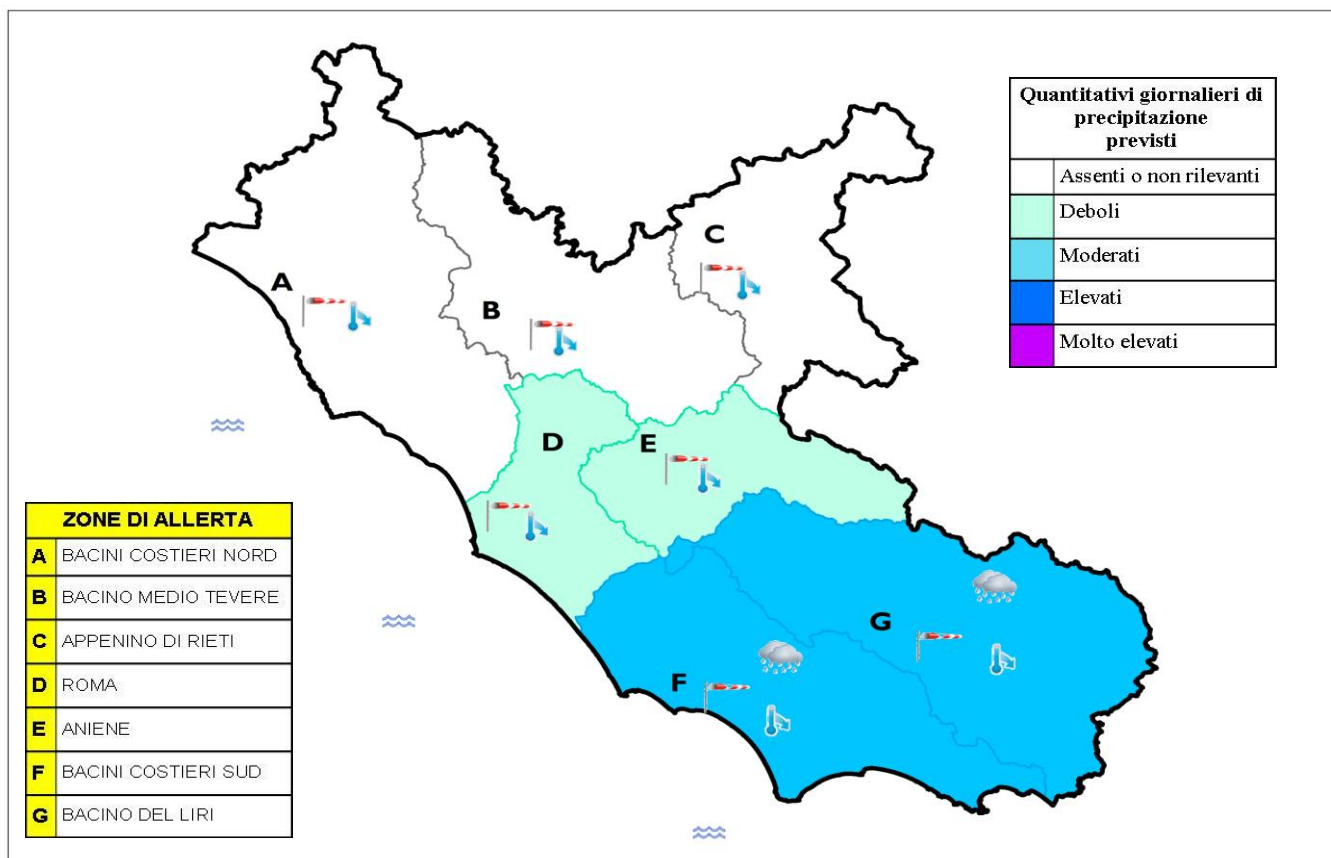 Quantitativi giornalieri di
precipitazione
previsti
Assenti o non rilevanti
Deboli
Moderati
Elevati
Molto elevati
C
A
B
D
E
G
F
ZONE DI ALLERTA
A BACINI COSTIERI NORD
B BACINO MEDIO TEVERE
C APPENINO DI RIETI
D ROMA
E ANIENE
F BACINI COSTIERI SUD
G BACINO DEL LIRI